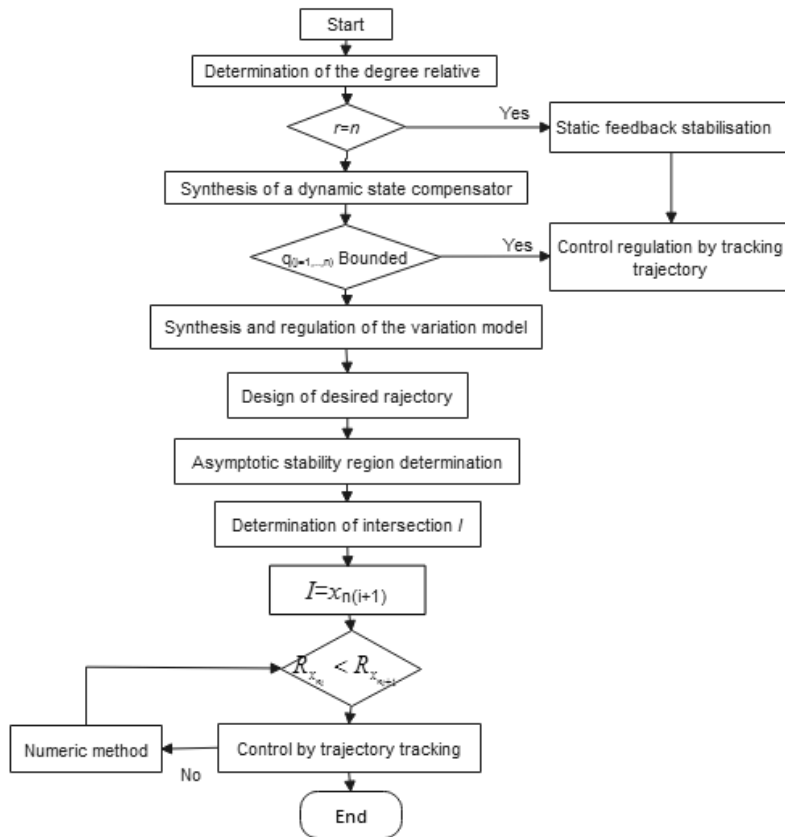 Start
Determination of the degree relative
r=n
Yes
Static feedback stabilisation
Synthesis of a dynamic state compensator
q(i=1,...,n) Bounded
Yes
Control regulation by tracking
trajectory
Synthesis and regulation of the variation model
Design of desired rajectory
Asymptotic stability region determination
Determination of intersection I
I=xn(i+1)
R < R
Numeric method
No
Control by trajectory tracking
End